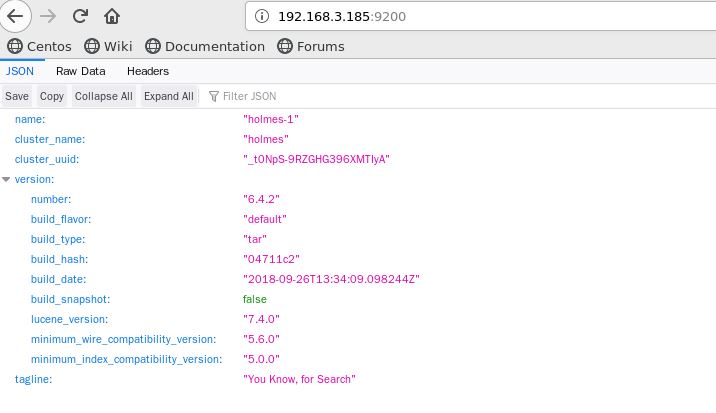 192.168.3.185:9200
Centos Wiki Documentation Forums
JSON Raw Data Headers
Save Copy Collapse All Expand All Filter JSON
name: "holmes-1"
cluster_name: "holmes"
cluster_uuid: "_t0NpS-9RZGHG396XMTIyA"
version:
number: "6.4.2"
build_flavor: "default"
build_type: "tar"
build_hash: "04711c2"
build_date: "2018-09-26T13:34:09.098244Z"
build_snapshot: false
lucene_version: "7.4.0"
minimum_wire_compatibility_version: "5.6.0"
minimum_index_compatibility_version: "5.0.0"
tagline: "You Know, for Search"